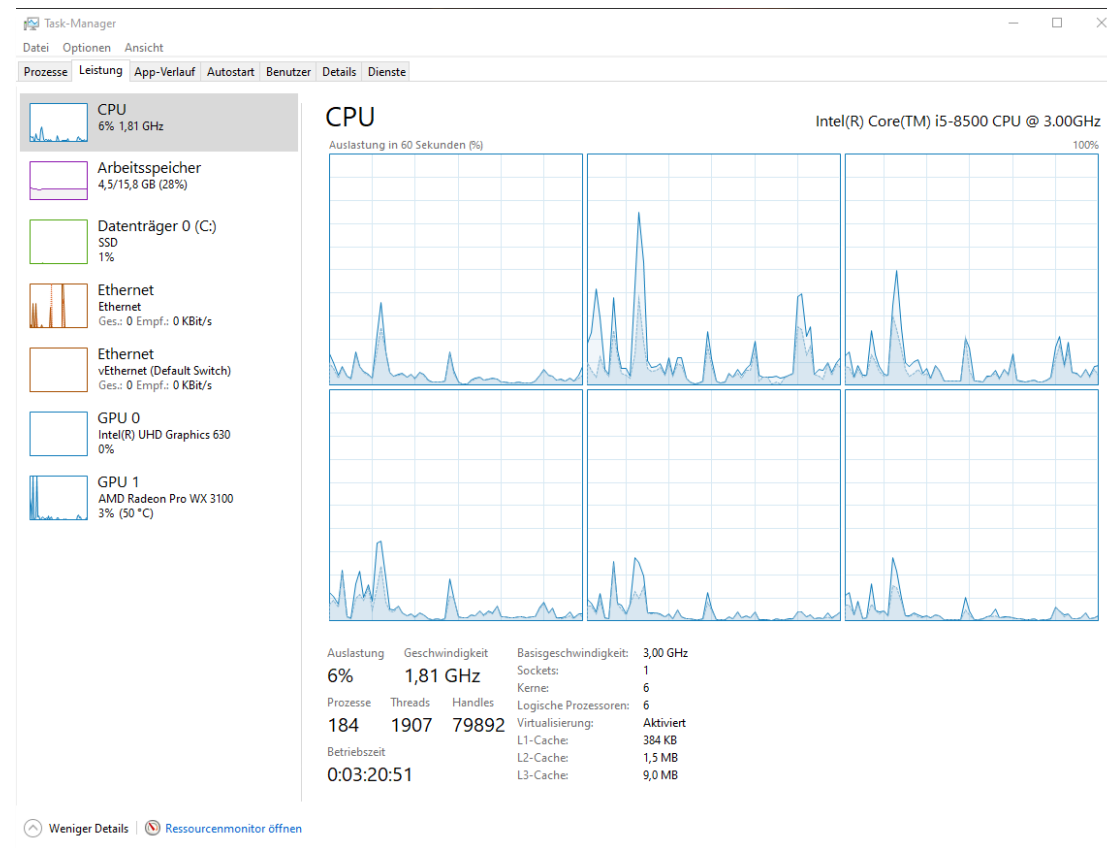 Task-Manager
Datei Optionen Ansicht
Prozesse Leistung App-Verlauf Autostart Benutzer Details Dienste
CPU
6% 1,81 GHz
Arbeitsspeicher
4,5/15,8 GB (28%)
Datenträger 0 (C:)
SSD
1%
Ethernet
Ethernet
Ges.: 0 Empf.: 0 KBit/s
Ethernet
vEthernet (Default Switch)
Ges.: 0 Empf.: 0 KBit/s
GPU 0
Intel(R) UHD Graphics 630
0%
GPU 1
AMD Radeon Pro WX 3100
3% (50 °C)
CPU
Intel(R) Core(TM) i5-8500 CPU @ 3.00GHz
Auslastung in 60 Sekunden (%)
100%
Auslastung Geschwindigkeit
6% 1,81 GHz
Prozesse Threads Handles
184 1907 79892
Betriebszeit
0:03:20:51
Basisgeschwindigkeit: 3,00 GHz
Sockets: 1
Kerne: 6
Logische Prozessoren: 6
Virtualisierung: Aktiviert
L1-Cache: 384 KB
L2-Cache: 1,5 MB
L3-Cache: 9,0 MB
Weniger Details Ressourcenmonitor öffnen